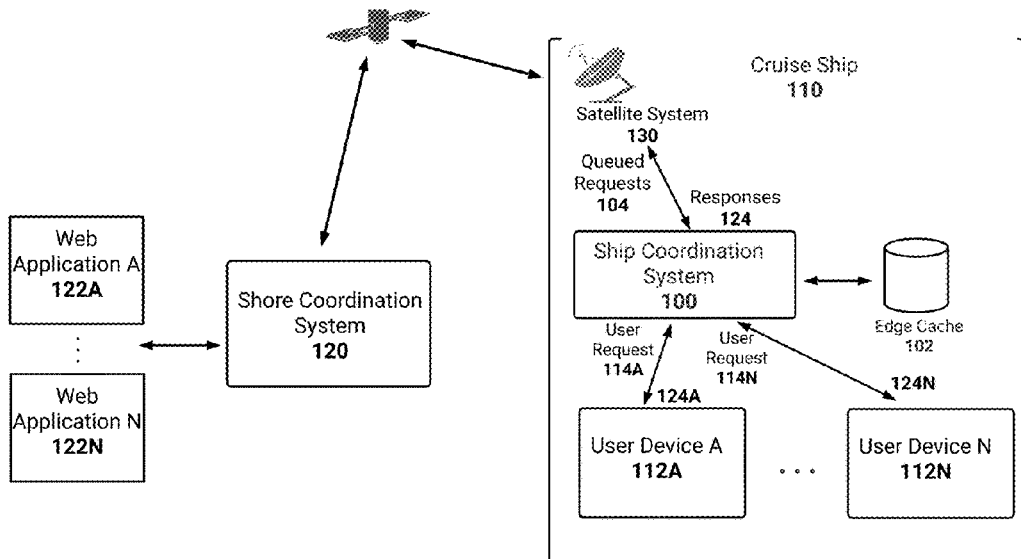 Cruise Ship
110
Satellite System
130
Queued
Requests
104
Responses
124
Ship Coordination
System
100
Edge Cache
102
User
Request
114A
User
Request
114N
124A
124N
User Device A
112A
. . .
User Device N
112N
Web
Application A
122A
Web
Application N
122N
Shore Coordination
System
120